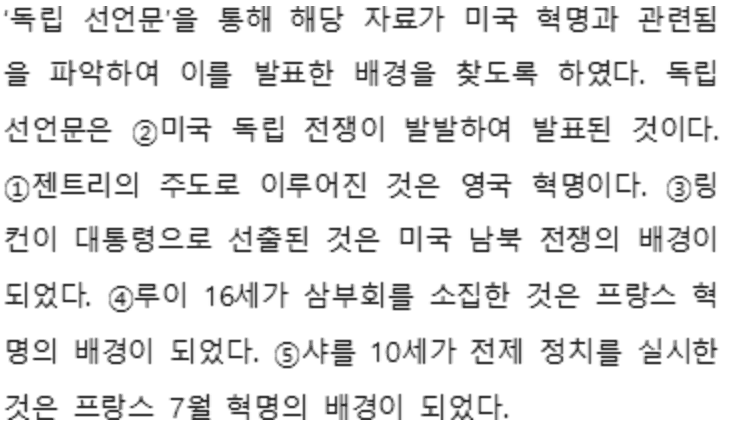 ‘독립 선언문’을 통해 해당 자료가 미국 혁명과 관련됨
을 파악하여 이를 발표한 배경을 찾도록 하였다. 독립
선언문은 ②미국 독립 전쟁이 발발하여 발표된 것이다.
①젠트리의 주도로 이루어진 것은 영국 혁명이다. ③링
컨이 대통령으로 선출된 것은 미국 남북 전쟁의 배경이
되었다. ④루이 16세가 삼부회를 소집한 것은 프랑스 혁
명의 배경이 되었다. ⑤샤를 10세가 전제 정치를 실시한
것은 프랑스 7월 혁명의 배경이 되었다.